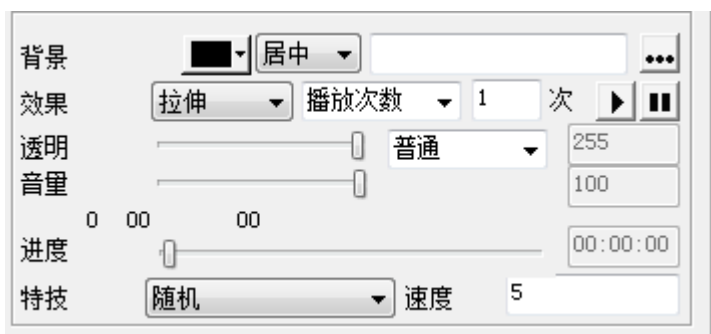 背景 居中 ...
效果 拉伸 播放次数 1 次
透明 普通 255
音量 100
0 00 00
进度 00:00:00
特技 随机 速度 5